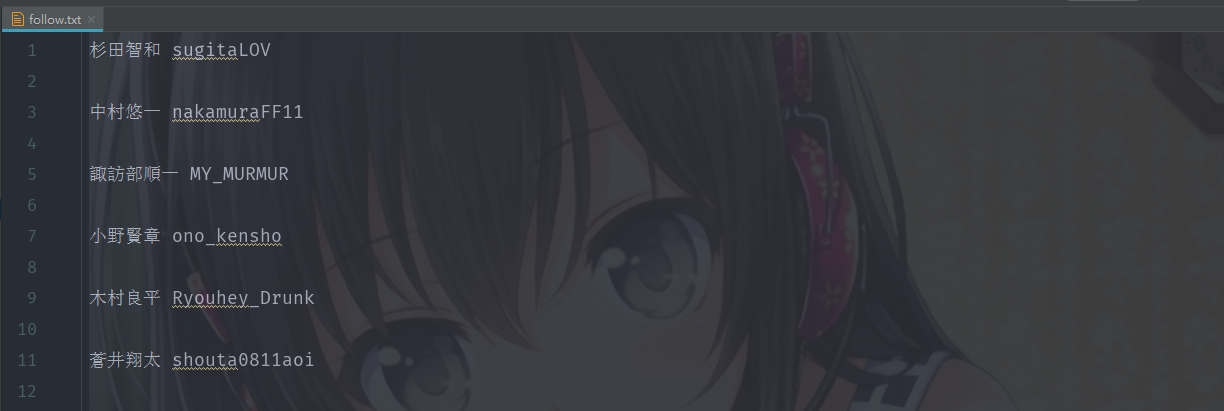 follow.txt
1 杉田智和 sugitaLOV
2
3 中村悠一 nakamuraFF11
4
5 諏訪部順一 MY_MURMUR
6
7 小野賢章 ono_kensho
8
9 木村良平 Ryouhey_Drunk
10
11 蒼井翔太 shouta0811aoi
12